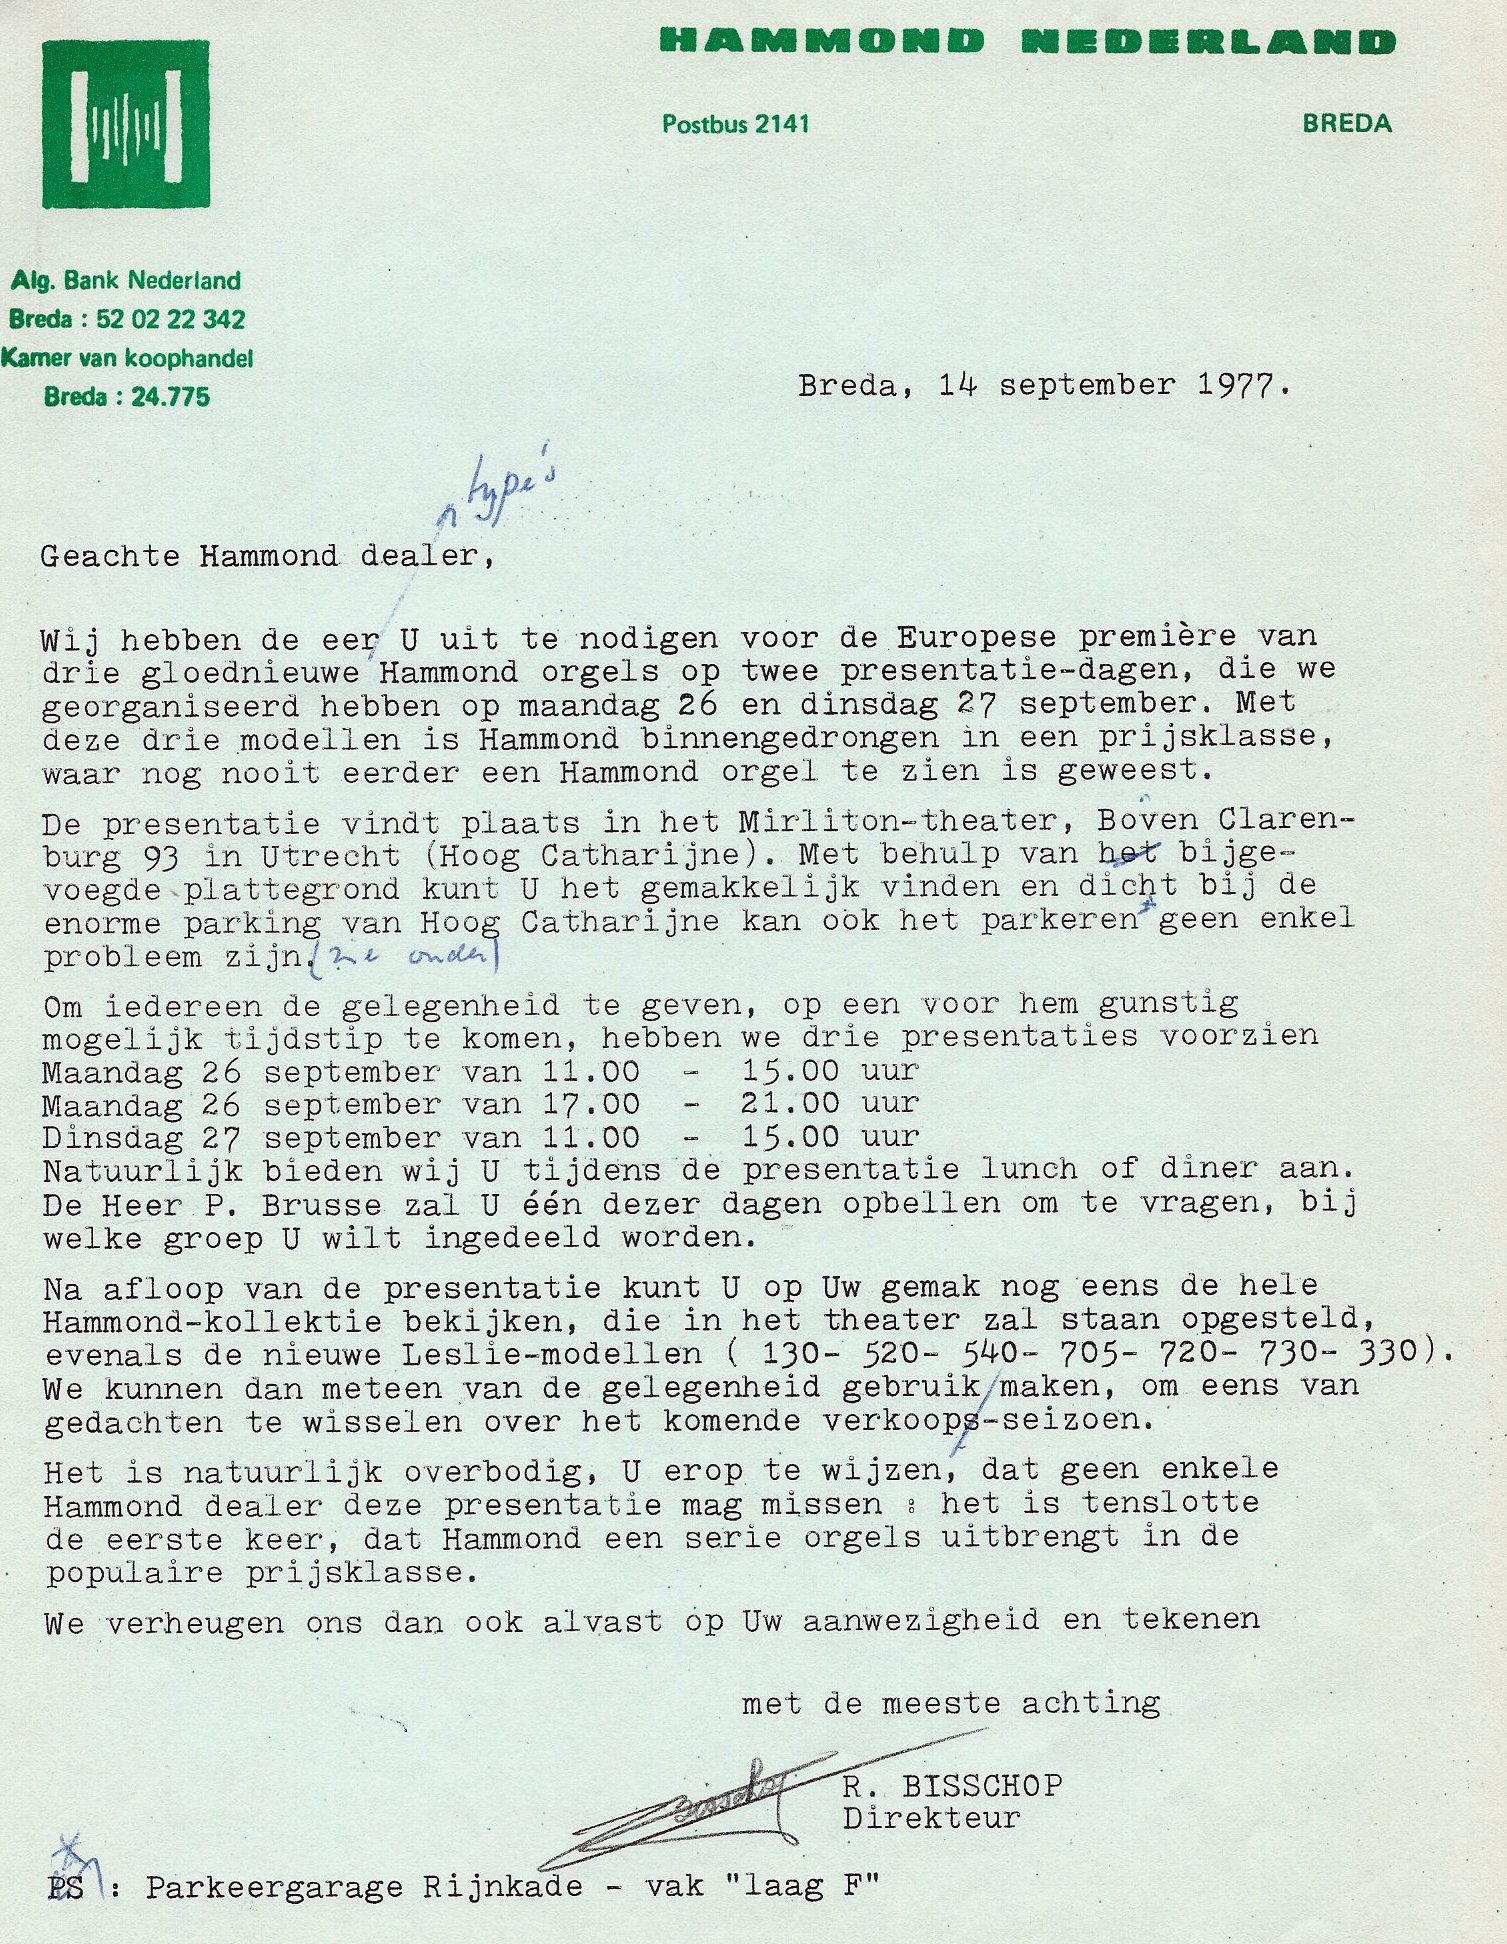 HAMMOND NEDERLAND
Postbus 2141 BREDA
Alg. Bank Nederland
Breda : 52 02 22 342
Kamer van koophandel
Breda : 24.775
Breda, 14 september 1977.
type's
Geachte Hammond dealer,
Wij hebben de eer U uit te nodigen voor de Europese première van
drie gloednieuwe Hammond orgels op twee presentatie-dagen, die we
georganiseerd hebben op maandag 26 en dinsdag 27 september. Met
deze drie modellen is Hammond binnengedrongen in een prijsklasse,
waar nog nooit eerder een Hammond orgel te zien is geweest.
De presentatie vindt plaats in het Mirliton-theater, Boven Claren-
burg 93 in Utrecht (Hoog Catharijne). Met behulp van het bijge-
voegde plattegrond kunt U het gemakkelijk vinden en dicht bij de
enorme parking van Hoog Catharijne kan ook het parkeren* geen enkel
probleem zijn. (zie onder)
Om iedereen de gelegenheid te geven, op een voor hem gunstig
mogelijk tijdstip te komen, hebben we drie presentaties voorzien
Maandag 26 september van 11.00 - 15.00 uur
Maandag 26 september van 17.00 - 21.00 uur
Dinsdag 27 september van 11.00 - 15.00 uur
Natuurlijk bieden wij U tijdens de presentatie lunch of diner aan.
De Heer P. Brusse zal U één dezer dagen opbellen om te vragen, bij
welke groep U wilt ingedeeld worden.
Na afloop van de presentatie kunt U op Uw gemak nog eens de hele
Hammond-kollektie bekijken, die in het theater zal staan opgesteld,
evenals de nieuwe Leslie-modellen ( 130- 520- 540- 705- 720- 730- 330).
We kunnen dan meteen van de gelegenheid gebruik maken, om eens van
gedachten te wisselen over het komende verkoops-seizoen.
Het is natuurlijk overbodig, U erop te wijzen, dat geen enkele
Hammond dealer deze presentatie mag missen : het is tenslotte
de eerste keer, dat Hammond een serie orgels uitbrengt in de
populaire prijsklasse.
We verheugen ons dan ook alvast op Uw aanwezigheid en tekenen
met de meeste achting
Bisschop
R. BISSCHOP
Direkteur
*
PS : Parkeergarage Rijnkade - vak "laag F"